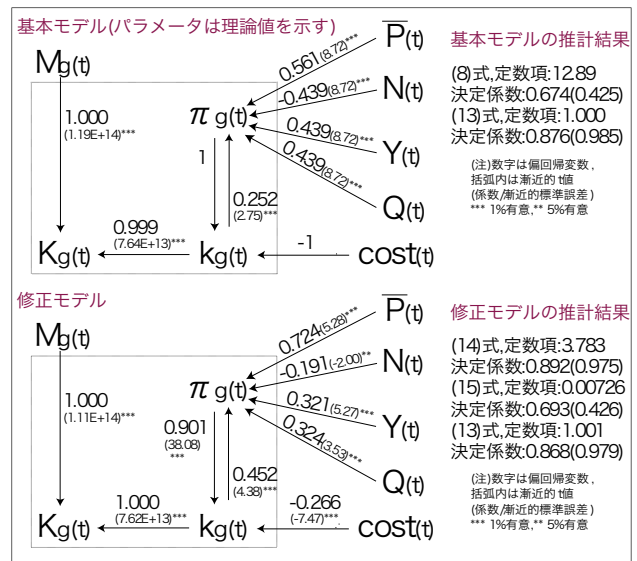 基本モデル(パラメータは理論値を示す)
P(t)
基本モデルの推計結果
Mg(t)
0.561(8.72)***
-0.439(8.72)***
N(t)
(8)式,定数項:12.89
決定係数:0.674(0.425)
(13)式,定数項:1.000
決定係数:0.876(0.985)
1.000
(1.19E+14)***
π g(t)
0.439(8.72)***
Y(t)
0.439(8.72)***
1
0.252
(2.75)***
Q(t)
(注)数字は偏回帰変数,
括弧内は漸近的 t値
(係数/漸近的標準誤差)
*** 1%有意,** 5%有意
0.999
(7.64E+13)***
Kg(t)
kg(t)
-1
cost(t)
修正モデル
P(t)
修正モデルの推計結果
Mg(t)
0.724(5.28)***
-0.191(-2.00)**
N(t)
(14)式,定数項:3.783
決定係数:0.892(0.975)
(15)式,定数項:0.00726
決定係数:0.693(0.426)
(13)式,定数項:1.001
決定係数:0.868(0.979)
1.000
(1.11E+14)***
π g(t)
0.321(5.27)***
Y(t)
0.324(3.53)***
0.901
(38.08)
***
0.452
(4.38)***
Q(t)
(注)数字は偏回帰変数,
括弧内は漸近的 t値
(係数/漸近的標準誤差)
*** 1%有意,** 5%有意
1.000
(7.62E+13)***
Kg(t)
kg(t)
-0.266
(-7.47)***
cost(t)